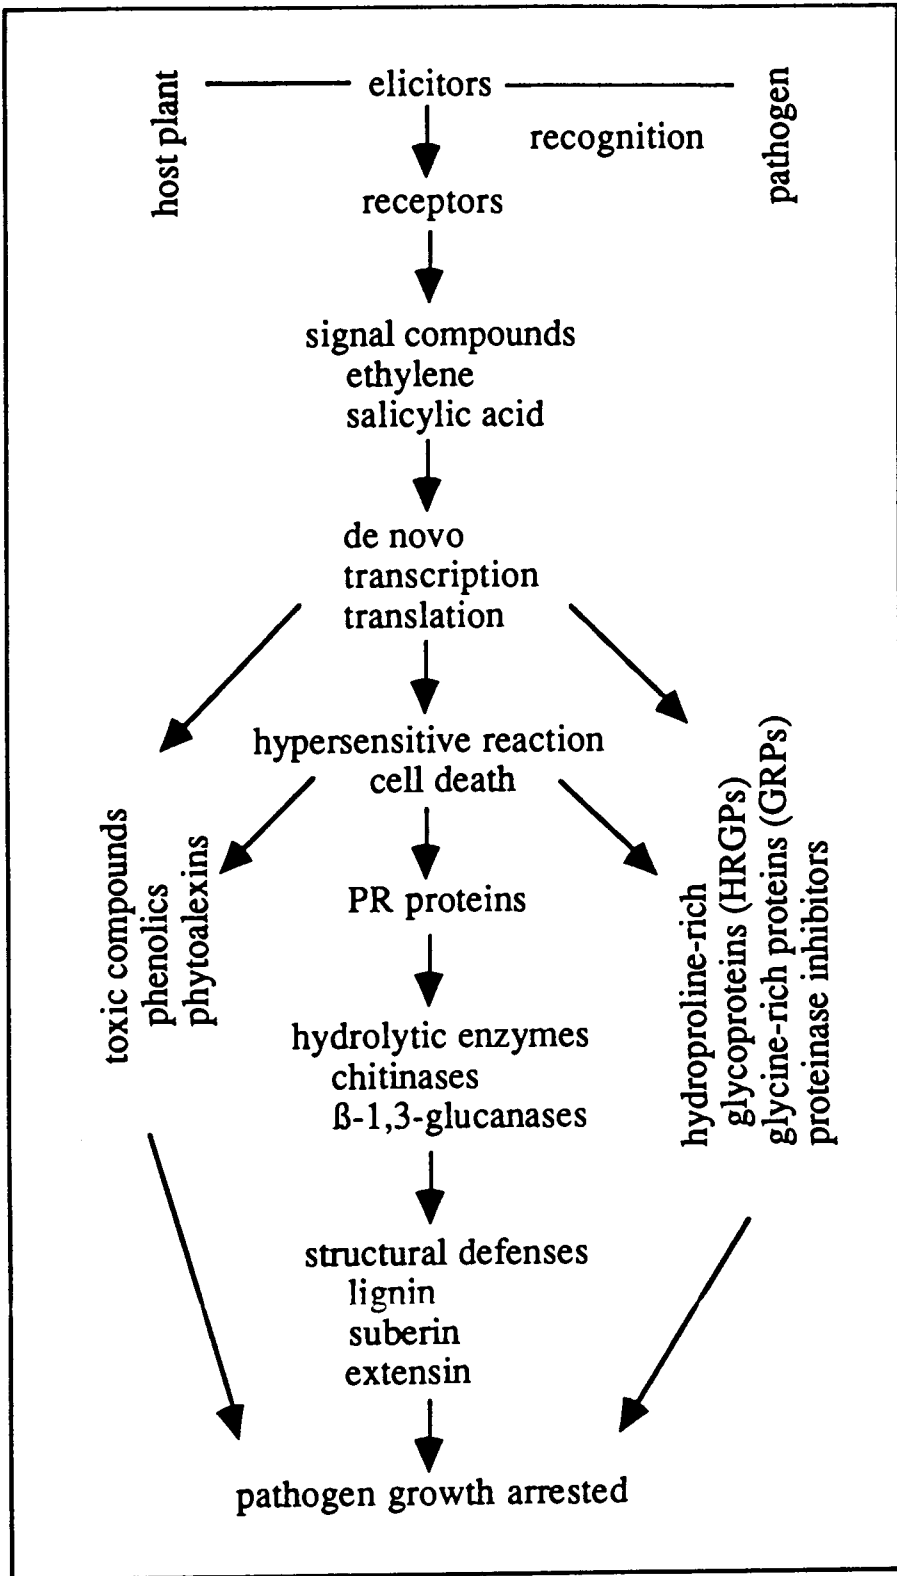 host plant
elicitors
pathogen
recognition
receptors
signal compounds
ethylene
salicylic acid
de novo
transcription
translation
hypersensitive reaction
cell death
toxic compounds
phenolics
phytoalexins
PR proteins
hydroproline-rich
glycoproteins (HRGPs)
glycine-rich proteins (GRPs)
proteinase inhibitors
hydrolytic enzymes
chitinases
ß-1,3-glucanases
structural defenses
lignin
suberin
extensin
pathogen growth arrested